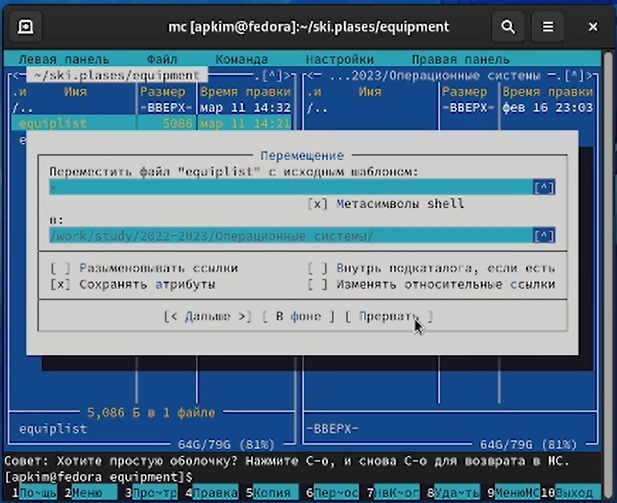 mc [apkim@fedora]:~/ski.plases/equipment
Левая панель Файл Команда Настройки Правая панель
~/ski.plases/equipment .[^]> ...2023/Операционные системы .[^]>
.и Имя Размер Время правки .и Имя Размер Время правки
/.. -ВВЕРХ- мар 11 14:32 /.. -ВВЕРХ- фев 16 23:03
equiplist 5086 мар 11 14:21
Перемещение
Переместить файл "equiplist" с исходным шаблоном:
* [^]
[x] Метасимволы shell
в:
/work/study/2022-2023/Операционные системы/ [^]
[ ] Разыменовывать ссылки [ ] Внутрь подкаталога, если есть
[x] Сохранять атрибуты [ ] Изменять относительные ссылки
[< Дальше >] [ В фоне ] [ Прервать ]
5,086 Б в 1 файле
equiplist -ВВЕРХ-
64G/79G (81%) 64G/79G (81%)
Совет: Хотите простую оболочку? Нажмите C-o, и снова C-o для возврата в MC.
[apkim@fedora equipment]$
1По~шь 2Меню 3Про~тр 4Правка 5Копия 6Пер~ос 7НвК~ог 8Уда~ть 9МенюMC 10Выход